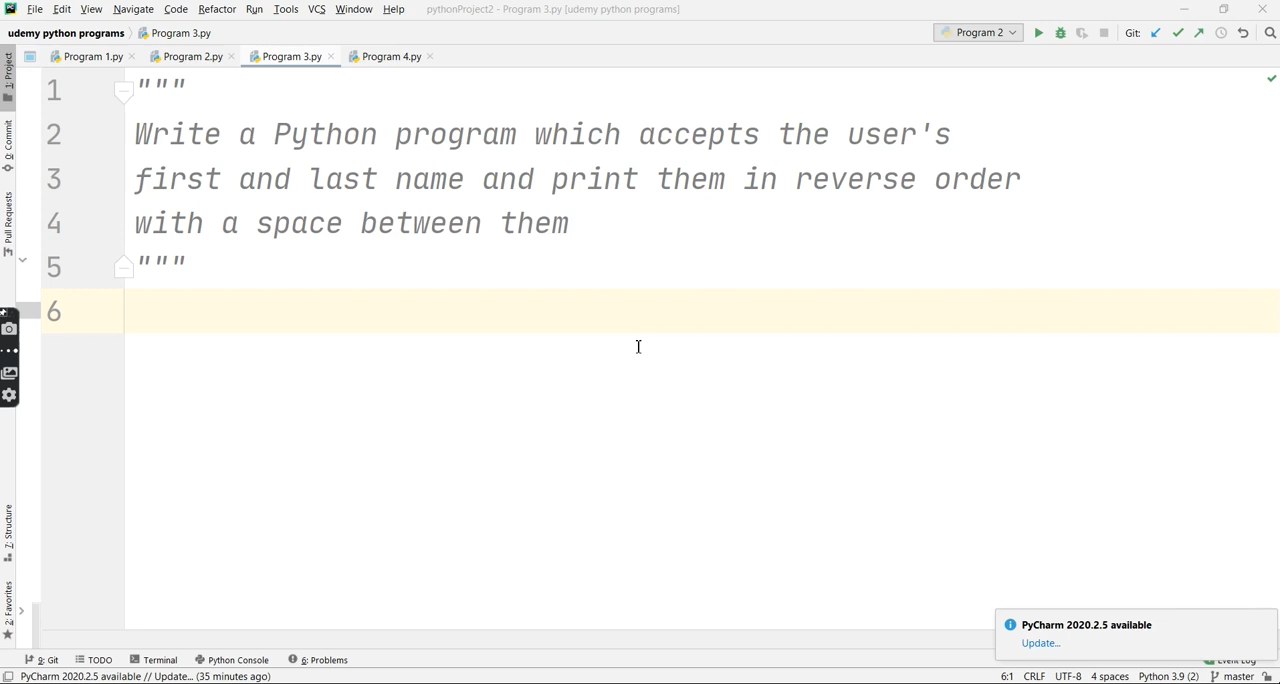 File Edit View Navigate Code Refactor Run Tools VCS Window Help pythonProject2 - Program 3.py [udemy python programs]
udemy python programs Program 3.py Program 2 Git:
Program 1.py Program 2.py Program 3.py Program 4.py
1: Project
0: Commit
Pull Requests
Z: Structure
2: Favorites
1 """
2 Write a Python program which accepts the user's
3 first and last name and print them in reverse order
4 with a space between them
5 """
6
PyCharm 2020.2.5 available
Update...
9: Git TODO Terminal Python Console 6: Problems Event Log
PyCharm 2020.2.5 available // Update... (35 minutes ago) 6:1 CRLF UTF-8 4 spaces Python 3.9 (2) master